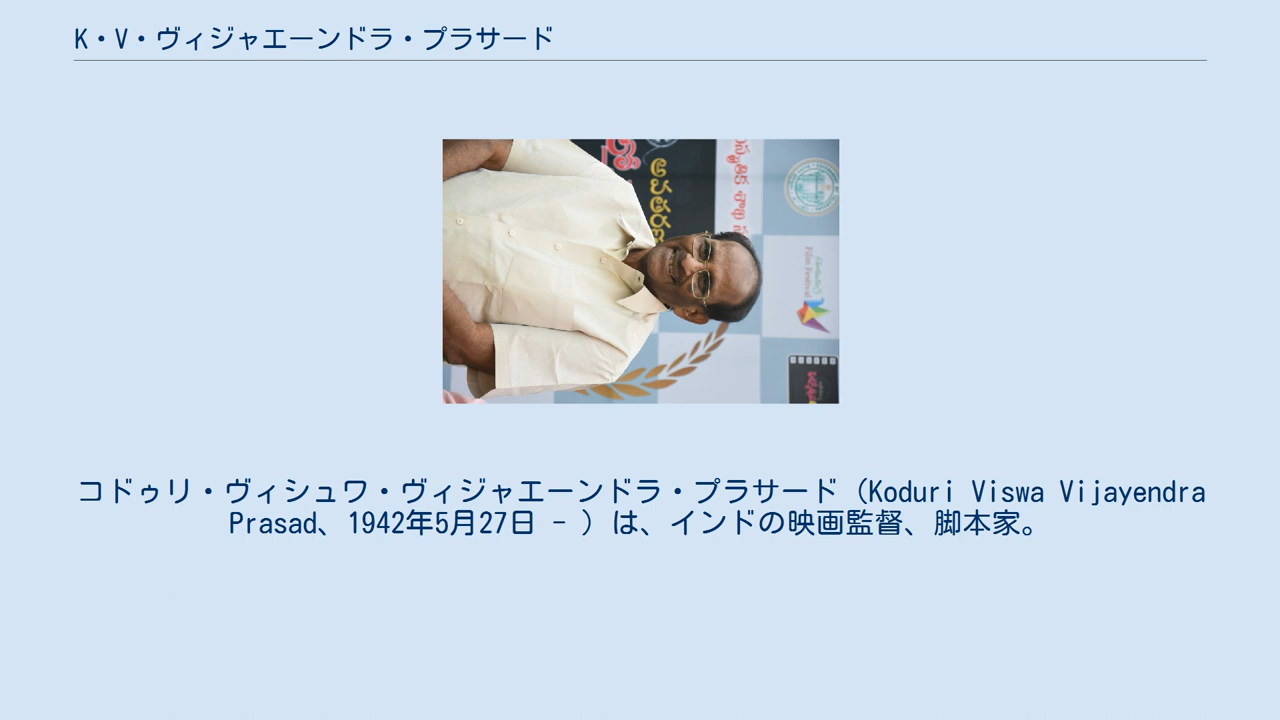 K・V・ヴィジャエーンドラ・プラサード
Film Festival
コドゥリ・ヴィシュワ・ヴィジャヤエーンドラ・プラサード（Koduri Viswa Vijayendra
Prasad、1942年5月27日 - ）は、インドの映画監督、脚本家。